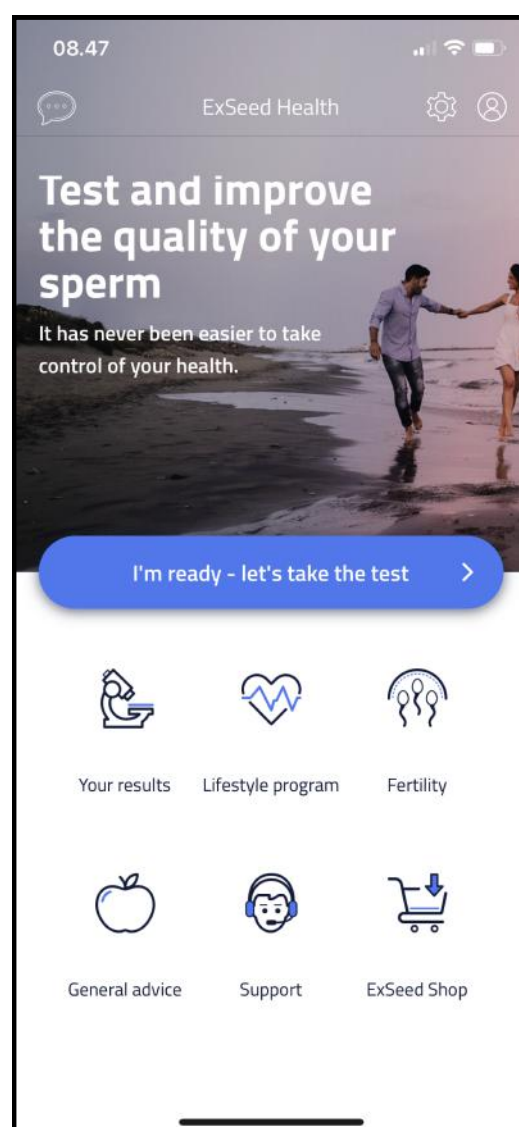 08.47
ExSeed Health
Test and improve
the quality of your
sperm
It has never been easier to take
control of your health.
I'm ready - let's take the test
Your results
Lifestyle program
Fertility
General advice
Support
ExSeed Shop